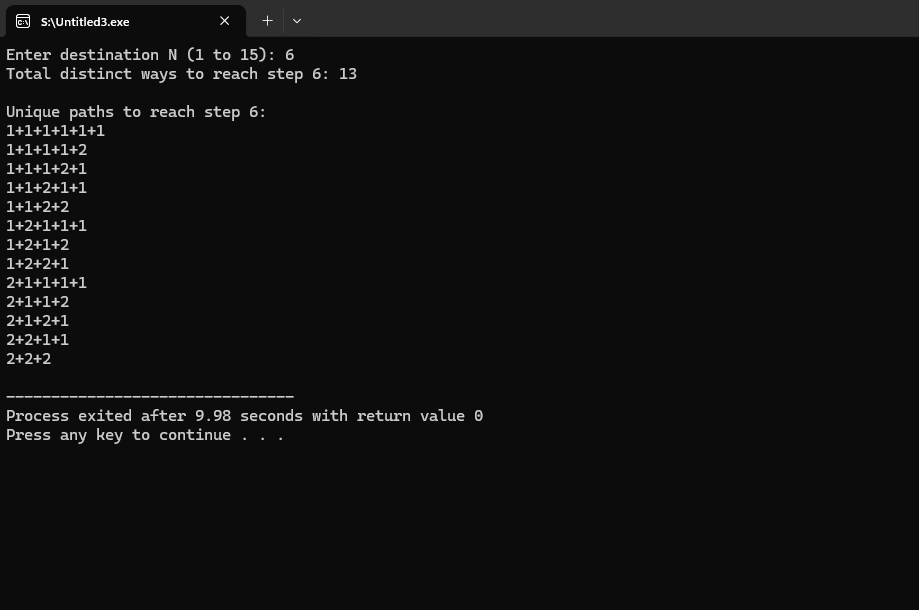 S:\Untitled3.exe
Enter destination N (1 to 15): 6
Total distinct ways to reach step 6: 13
Unique paths to reach step 6:
1+1+1+1+1+1
1+1+1+1+2
1+1+1+2+1
1+1+2+1+1
1+1+2+2
1+2+1+1+1
1+2+1+2
1+2+2+1
2+1+1+1+1
2+1+1+2
2+1+2+1
2+2+1+1
2+2+2
--------------------------------
Process exited after 9.98 seconds with return value 0
Press any key to continue . . .